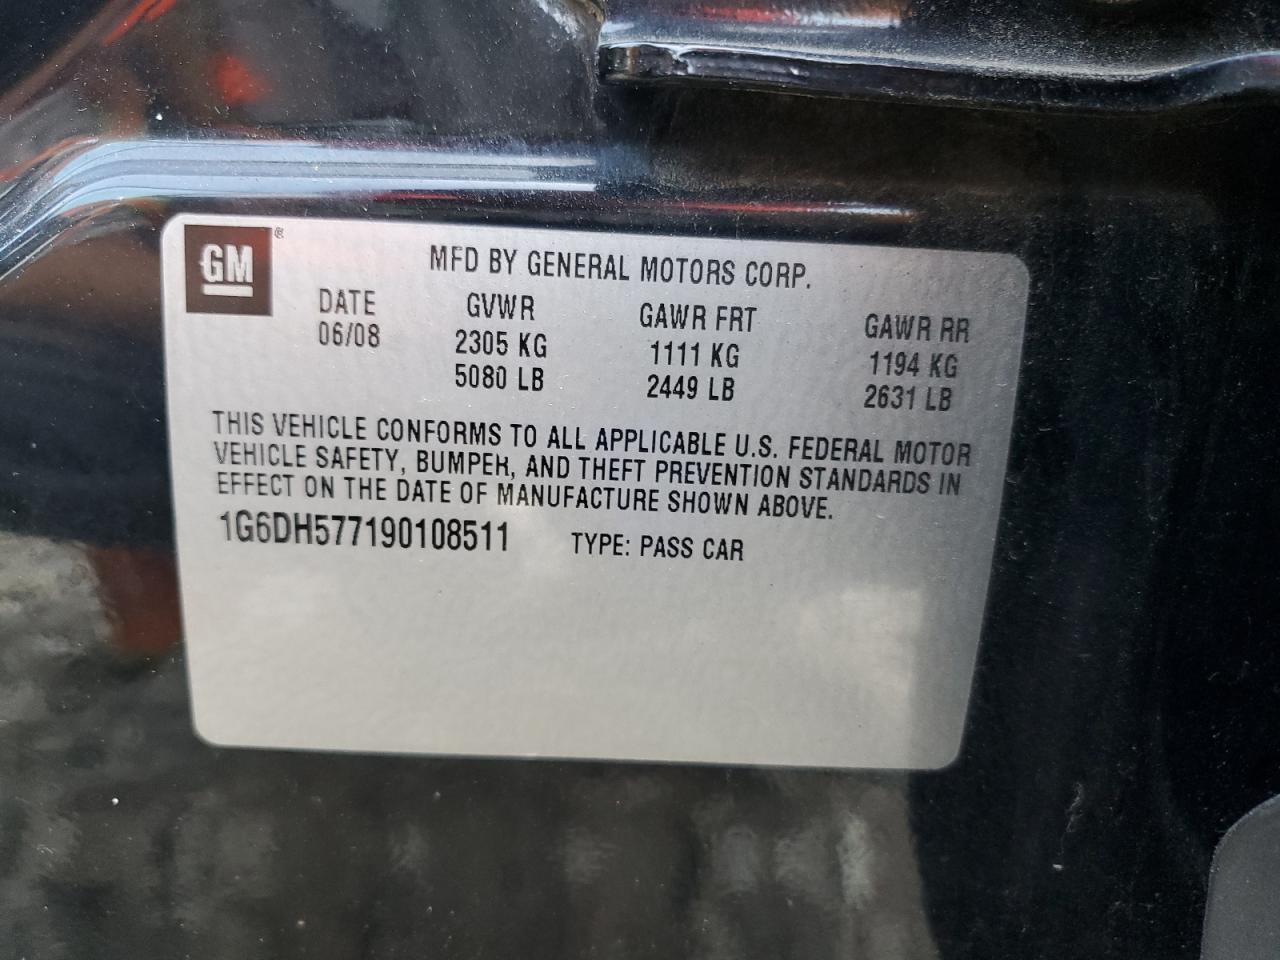 GM®
MFD BY GENERAL MOTORS CORP.
DATE GVWR GAWR FRT GAWR RR
06/08 2305 KG 1111 KG 1194 KG
5080 LB 2449 LB 2631 LB
THIS VEHICLE CONFORMS TO ALL APPLICABLE U.S. FEDERAL MOTOR
VEHICLE SAFETY, BUMPER, AND THEFT PREVENTION STANDARDS IN
EFFECT ON THE DATE OF MANUFACTURE SHOWN ABOVE.
1G6DH577190108511 TYPE: PASS CAR